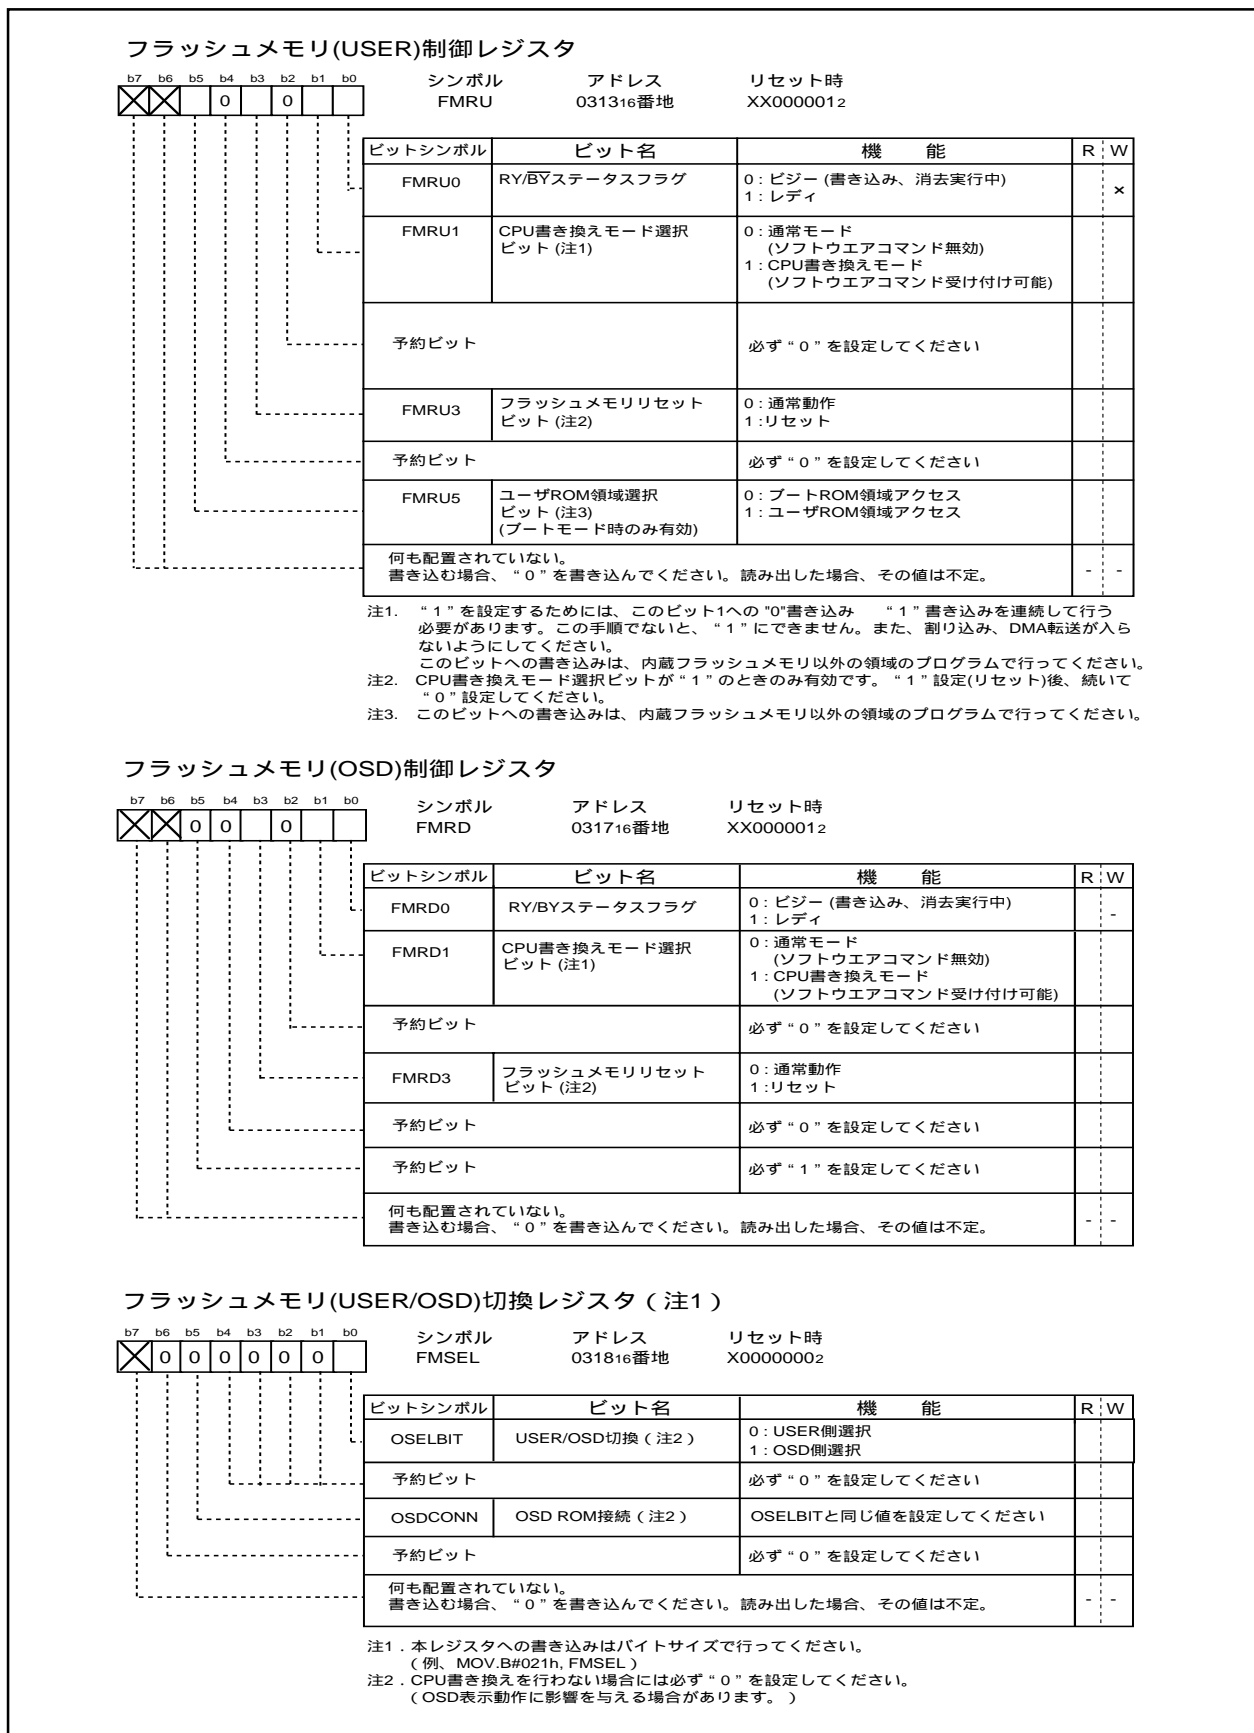 フラッシュメモリ(USER)制御レジスタ
b7 b6 b5 b4 b3 b2 b1 b0
0 0
シンボル アドレス リセット時
FMRU 031316番地 XX0000012
ビットシンボル ビット名 機 能 R W
FMRU0 RY/BYステータスフラグ 0 : ビジー (書き込み、消去実行中)
1 : レディ
×
FMRU1 CPU書き換えモード選択
ビット (注1)
0 : 通常モード
(ソフトウエアコマンド無効)
1 : CPU書き換えモード
(ソフトウエアコマンド受け付け可能)
予約ビット 必ず“0”を設定してください
FMRU3 フラッシュメモリリセット
ビット (注2)
0 : 通常動作
1 :リセット
予約ビット 必ず“0”を設定してください
FMRU5 ユーザROM領域選択
ビット (注3)
(ブートモード時のみ有効)
0 : ブートROM領域アクセス
1 : ユーザROM領域アクセス
何も配置されていない。
書き込む場合、“0”を書き込んでください。読み出した場合、その値は不定。 - -
注1. “1”を設定するためには、このビット1への"0"書き込み “1”書き込みを連続して行う
必要があります。この手順でないと、“1”にできません。また、割り込み、DMA転送が入ら
ないようにしてください。
このビットへの書き込みは、内蔵フラッシュメモリ以外の領域のプログラムで行ってください。
注2. CPU書き換えモード選択ビットが“1”のときのみ有効です。“1”設定(リセット)後、続いて
“0”設定してください。
注3. このビットへの書き込みは、内蔵フラッシュメモリ以外の領域のプログラムで行ってください。
フラッシュメモリ(OSD)制御レジスタ
b7 b6 b5 b4 b3 b2 b1 b0
0 0 0
シンボル アドレス リセット時
FMRD 031716番地 XX0000012
ビットシンボル ビット名 機 能 R W
FMRD0 RY/BYステータスフラグ 0 : ビジー (書き込み、消去実行中)
1 : レディ
-
FMRD1 CPU書き換えモード選択
ビット (注1)
0 : 通常モード
(ソフトウエアコマンド無効)
1 : CPU書き換えモード
(ソフトウエアコマンド受け付け可能)
予約ビット 必ず“0”を設定してください
FMRD3 フラッシュメモリリセット
ビット (注2)
0 : 通常動作
1 :リセット
予約ビット 必ず“0”を設定してください
予約ビット 必ず“1”を設定してください
何も配置されていない。
書き込む場合、“0”を書き込んでください。読み出した場合、その値は不定。 - -
フラッシュメモリ(USER/OSD)切換レジスタ(注1)
b7 b6 b5 b4 b3 b2 b1 b0
0 0 0 0 0 0
シンボル アドレス リセット時
FMSEL 031816番地 X00000002
ビットシンボル ビット名 機 能 R W
OSELBIT USER/OSD切換(注2) 0 : USER側選択
1 : OSD側選択
予約ビット 必ず“0”を設定してください
OSDCONN OSD ROM接続(注2) OSELBITと同じ値を設定してください
予約ビット 必ず“0”を設定してください
何も配置されていない。
書き込む場合、“0”を書き込んでください。読み出した場合、その値は不定。 - -
注1.本レジスタへの書き込みはバイトサイズで行ってください。
(例、MOV.B#021h, FMSEL)
注2.CPU書き換えを行わない場合には必ず“0”を設定してください。
(OSD表示動作に影響を与える場合があります。)